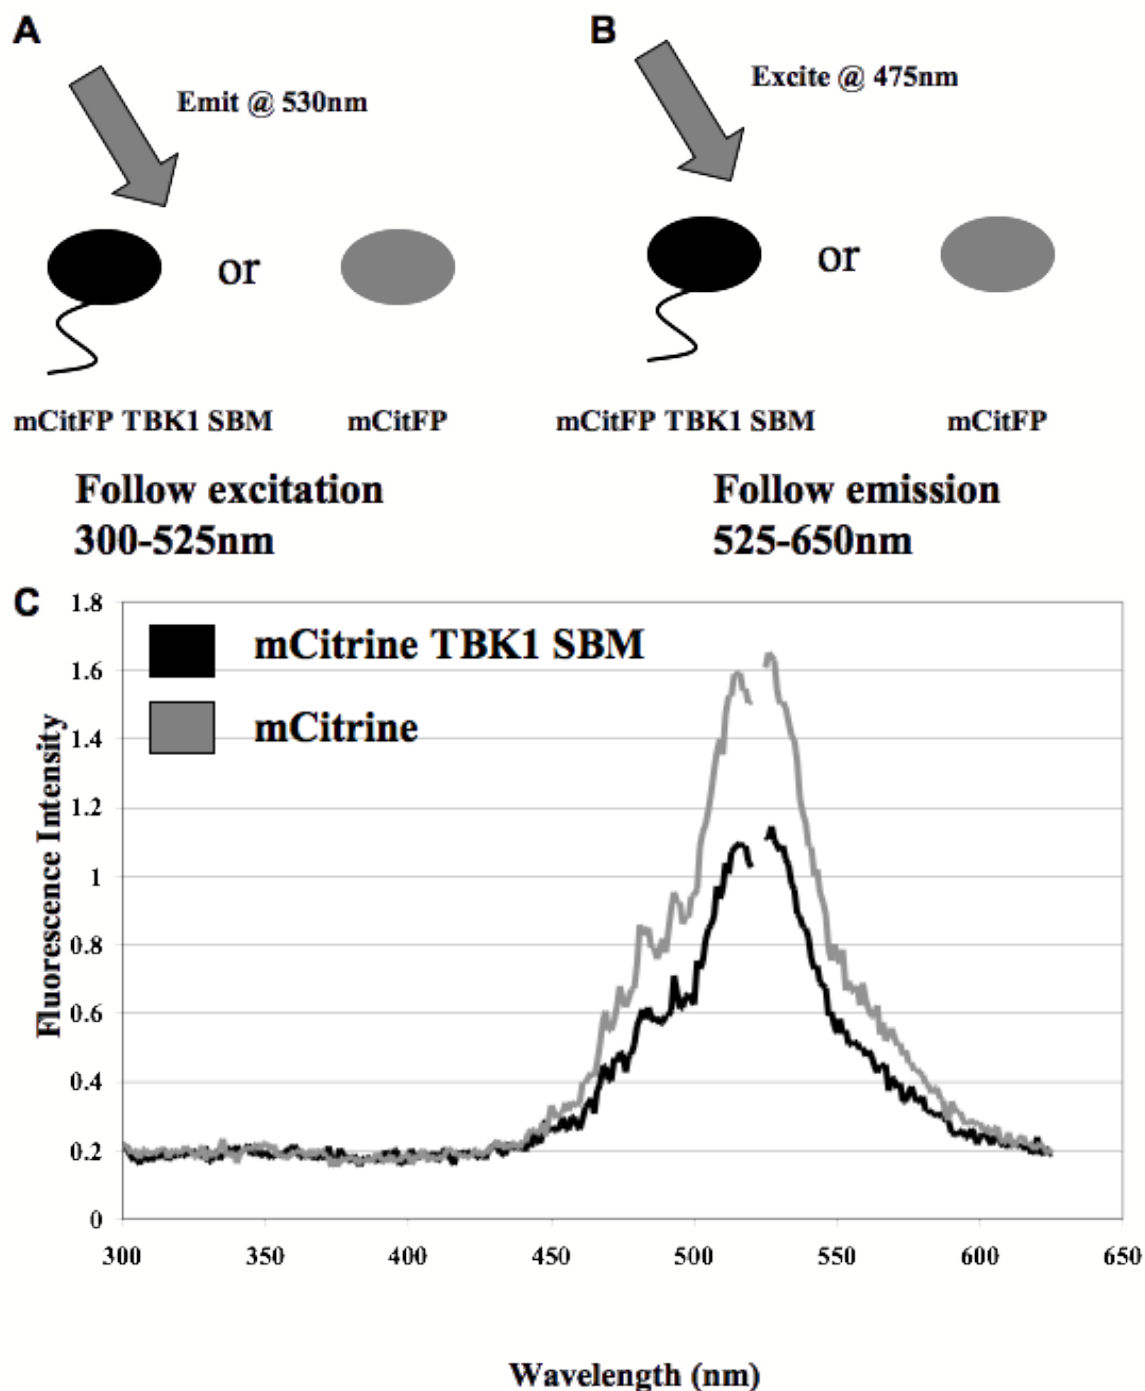 A
Emit @ 530nm
or
mCitFP TBK1 SBM
mCitFP
Follow excitation
300-525nm
B
Excite @ 475nm
or
mCitFP TBK1 SBM
mCitFP
Follow emission
525-650nm
C
mCitrine TBK1 SBM
mCitrine
Fluorescence Intensity
1.8
1.6
1.4
1.2
1
0.8
0.6
0.4
0.2
0
300 350 400 450 500 550 600 650
Wavelength (nm)